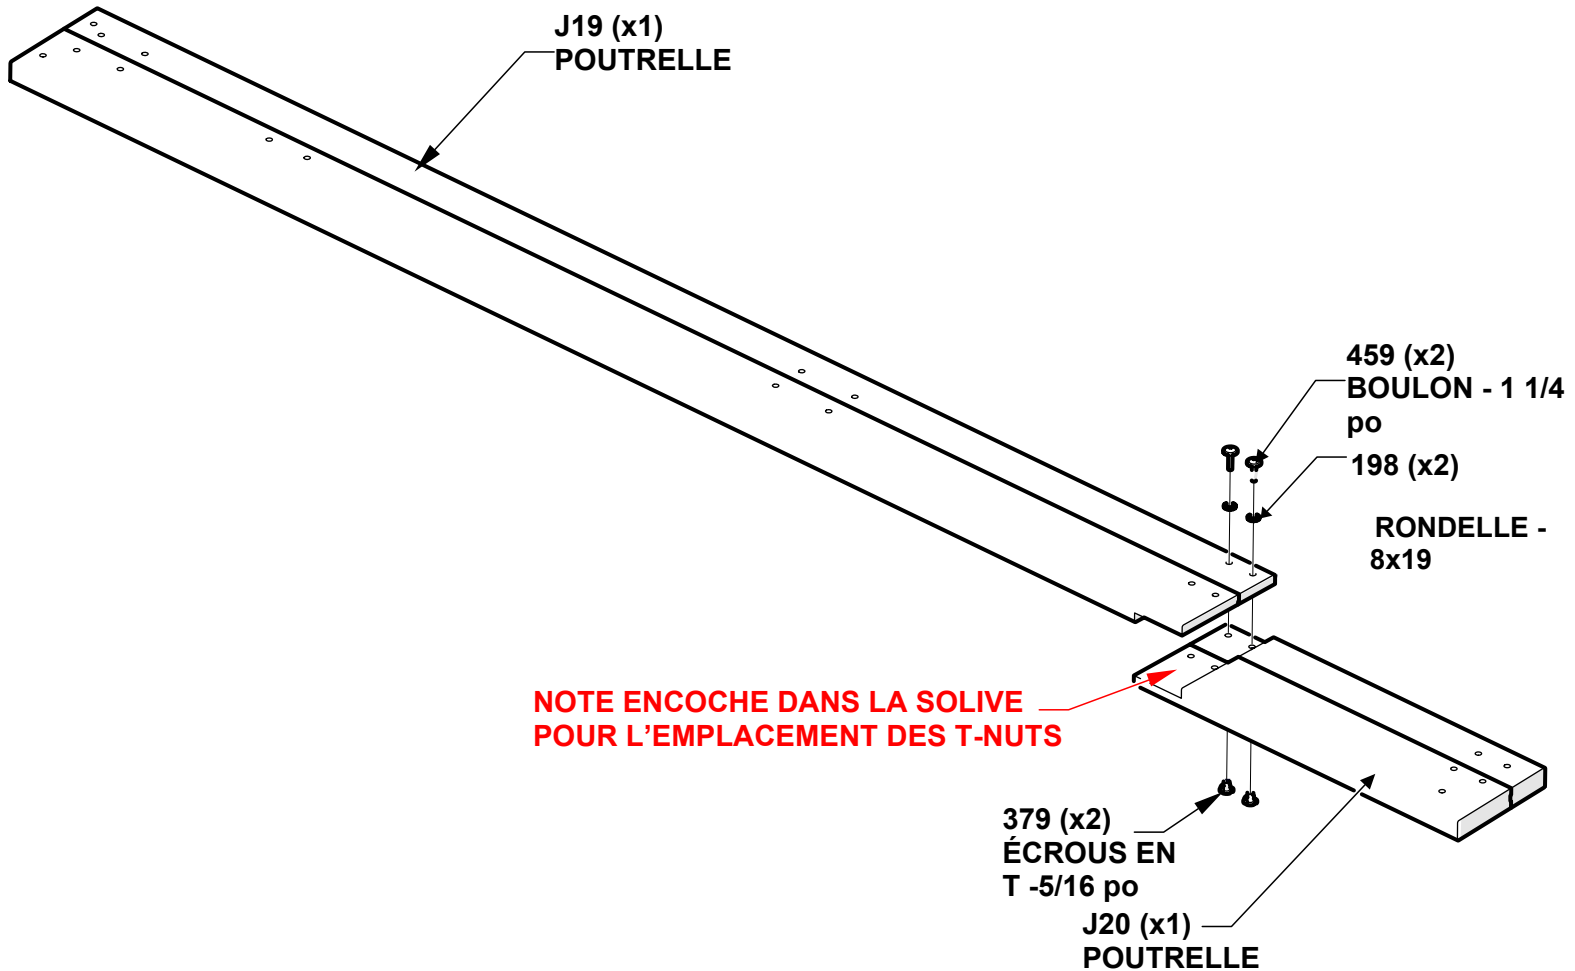 J19 (x1)
POUTRELLE
459 (x2)
BOULON - 1 1/4
po
198 (x2)
RONDELLE -
8x19
NOTE ENCOCHE DANS LA SOLIVE
POUR L’EMPLACEMENT DES T-NUTS
379 (x2)
ÉCROUS EN
T -5/16 po
J20 (x1)
POUTRELLE